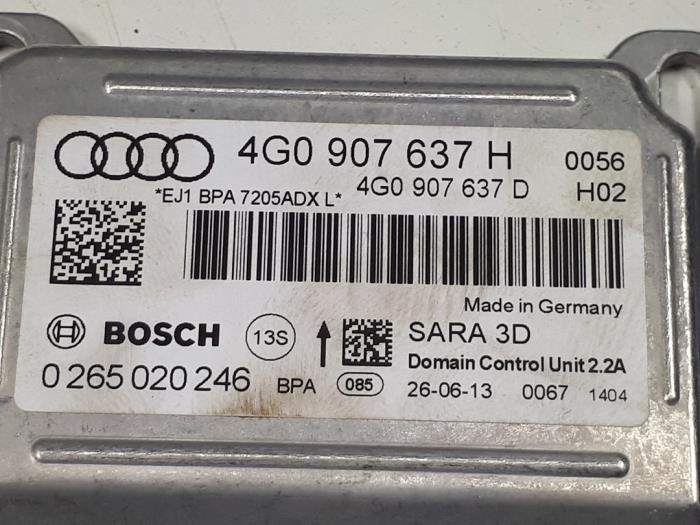 4G0 907 637 H 0056
*EJ1 BPA 7205ADX L* 4G0 907 637 D H02
Made in Germany
BOSCH 13S SARA 3D
Domain Control Unit 2.2A
0 265 020 246 BPA 085 26-06-13 0067 1404